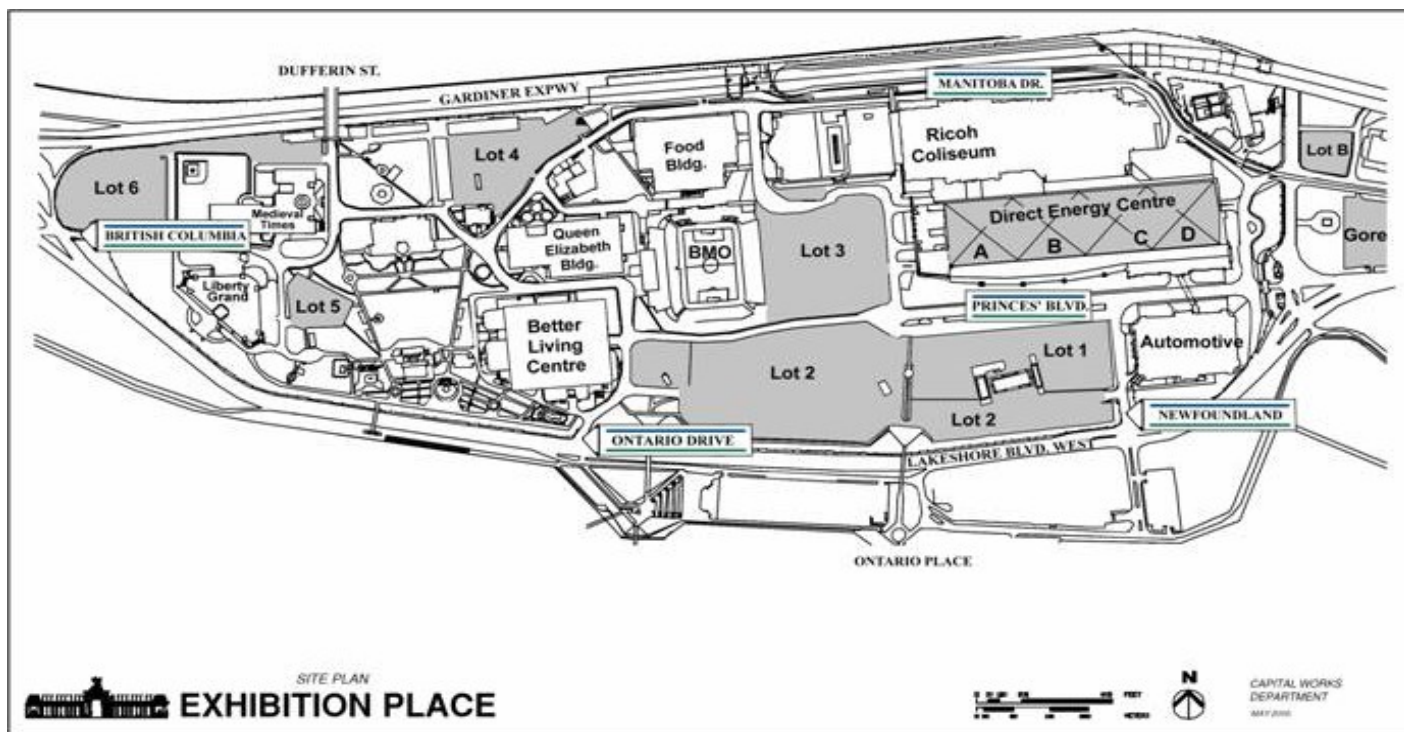 DUFFERIN ST.
GARDINER EXPWY
MANITOBA DR.
Lot 6
Lot 4
Food
Bldg.
Ricoh
Coliseum
Lot B
Medieval
Times
BRITISH COLUMBIA
Queen
Elizabeth
Bldg.
BMO
Lot 3
Direct Energy Centre
A
B
C
D
Gore
Liberty
Grand
Lot 5
PRINCES' BLVD.
Better
Living
Centre
Lot 2
Lot 1
Automotive
Lot 2
NEWFOUNDLAND
ONTARIO DRIVE
LAKESHORE BLVD. WEST
ONTARIO PLACE
SITE PLAN
EXHIBITION PLACE
FEET
METERS
N
CAPITAL WORKS
DEPARTMENT